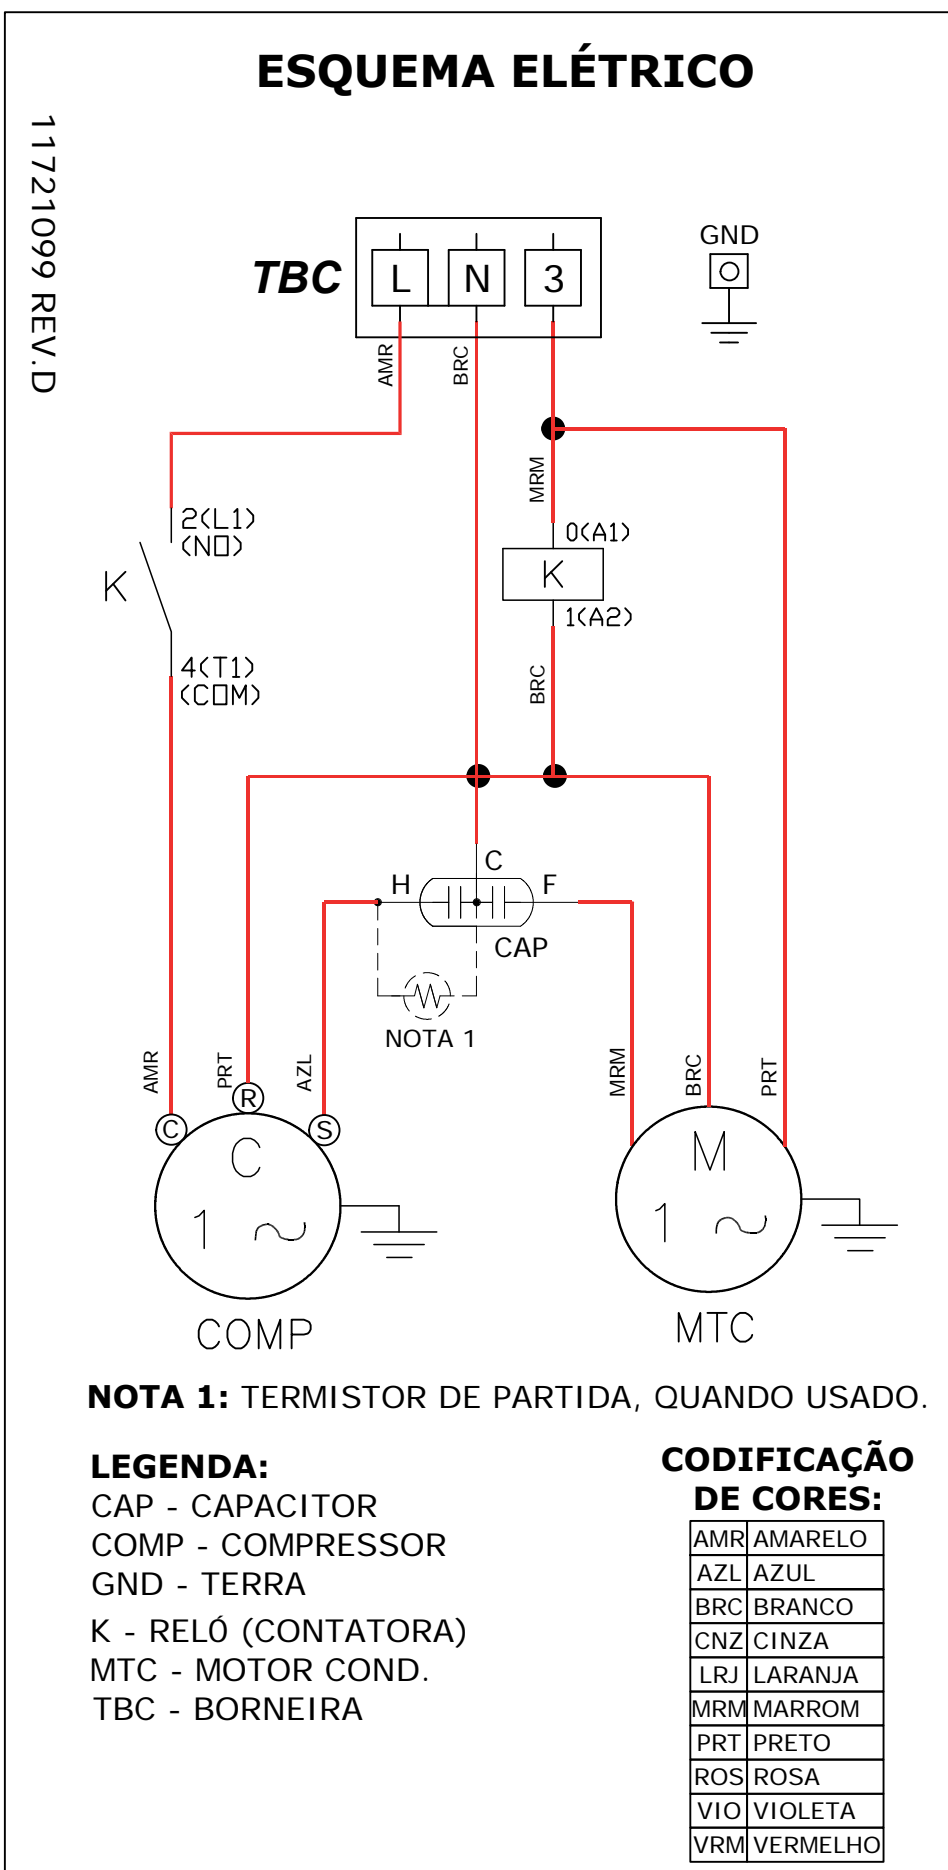 ESQUEMA ELÉTRICO
11721099 REV.D
TBC
L
N
3
GND
AMR
BRC
MRM
2(L1)
(NO)
K
4(T1)
(COM)
0(A1)
K
1(A2)
BRC
C
H
F
CAP
NOTA 1
AMR
PRT
AZL
MRM
BRC
PRT
C
R
S
C
1 ~
COMP
M
1 ~
MTC
NOTA 1: TERMISTOR DE PARTIDA, QUANDO USADO.
LEGENDA:
CAP - CAPACITOR
COMP - COMPRESSOR
GND - TERRA
K - RELÓ (CONTATORA)
MTC - MOTOR COND.
TBC - BORNEIRA
CODIFICAÇÃO
DE CORES:
AMR AMARELO
AZL AZUL
BRC BRANCO
CNZ CINZA
LRJ LARANJA
MRM MARROM
PRT PRETO
ROS ROSA
VIO VIOLETA
VRM VERMELHO